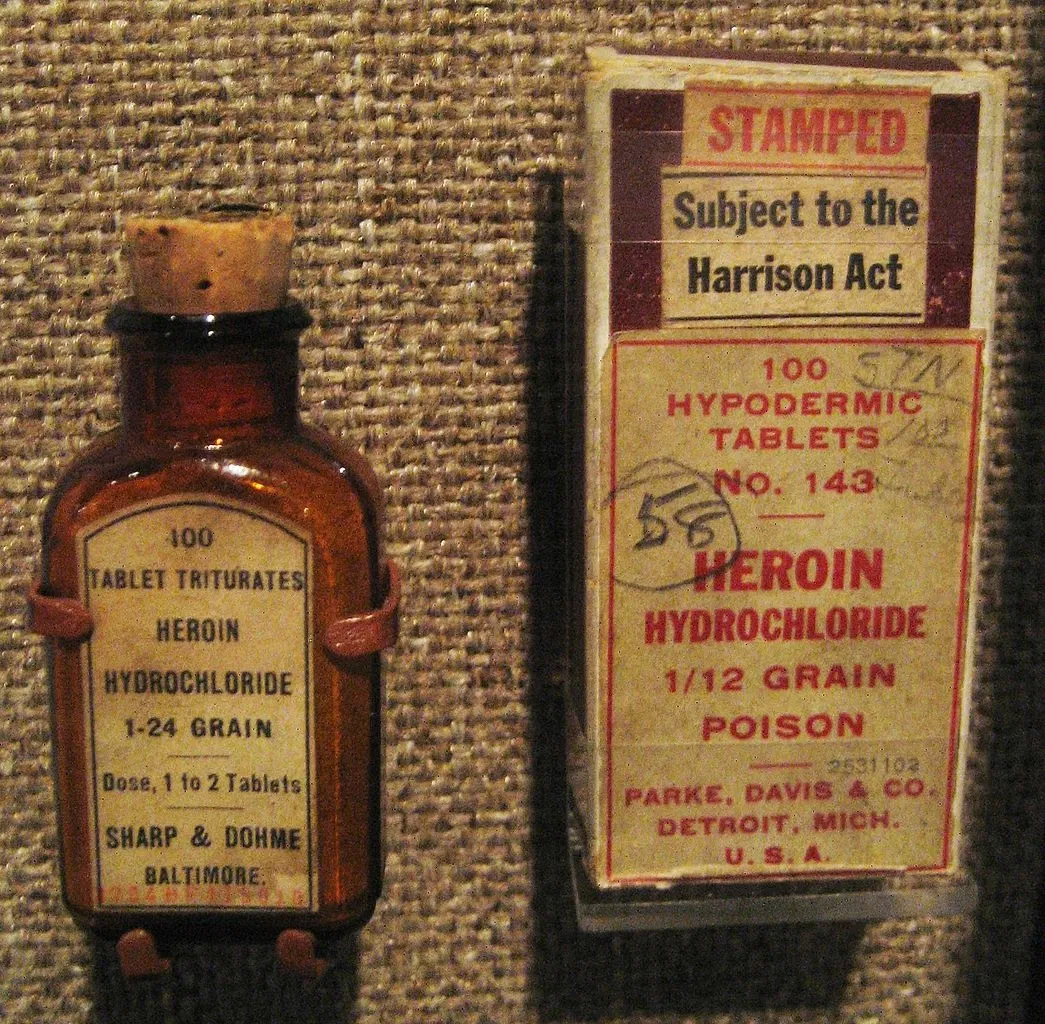 100
TABLET TRITURATES
HEROIN
HYDROCHLORIDE
1-24 GRAIN
Dose, 1 to 2 Tablets
SHARP & DOHME
BALTIMORE.
STAMPED
Subject to the
Harrison Act
100
HYPODERMIC
TABLETS
No. 143
58
HEROIN
HYDROCHLORIDE
1/12 GRAIN
POISON
2531102
PARKE, DAVIS & CO.
DETROIT, MICH.
U. S. A.